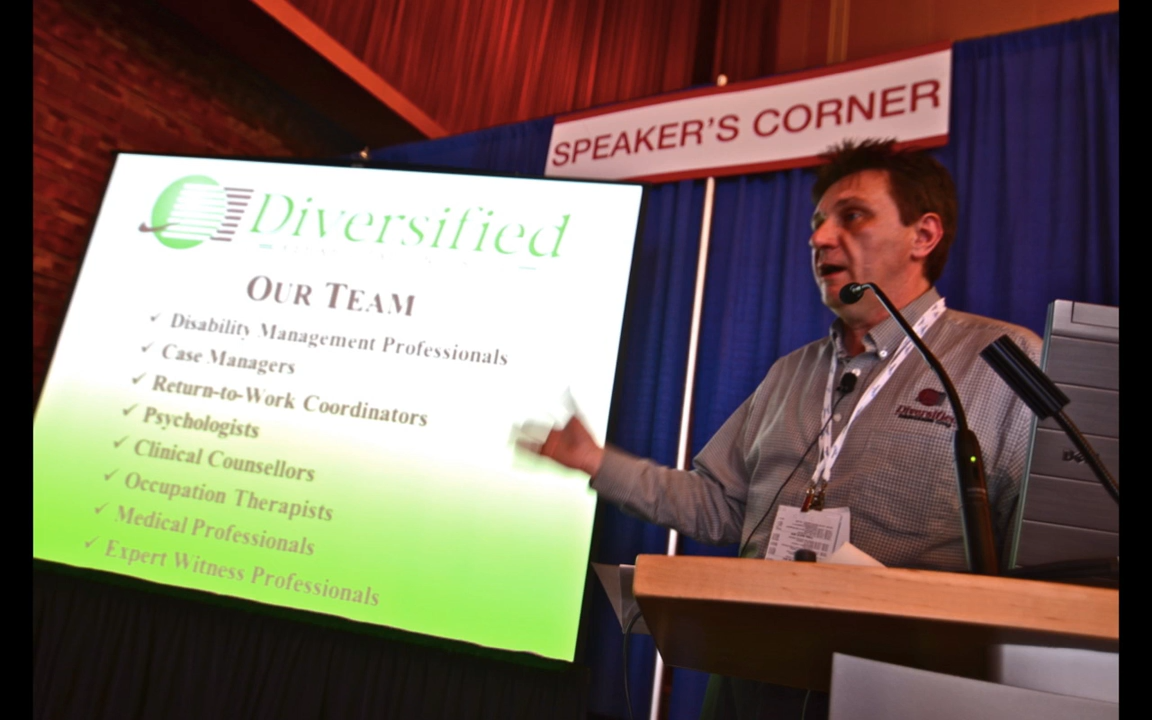 SPEAKER'S CORNER
Diversified
OUR TEAM
✓ Disability Management Professionals
✓ Case Managers
✓ Return-to-Work Coordinators
✓ Psychologists
✓ Clinical Counsellors
✓ Occupation Therapists
✓ Medical Professionals
✓ Expert Witness Professionals
Diversified